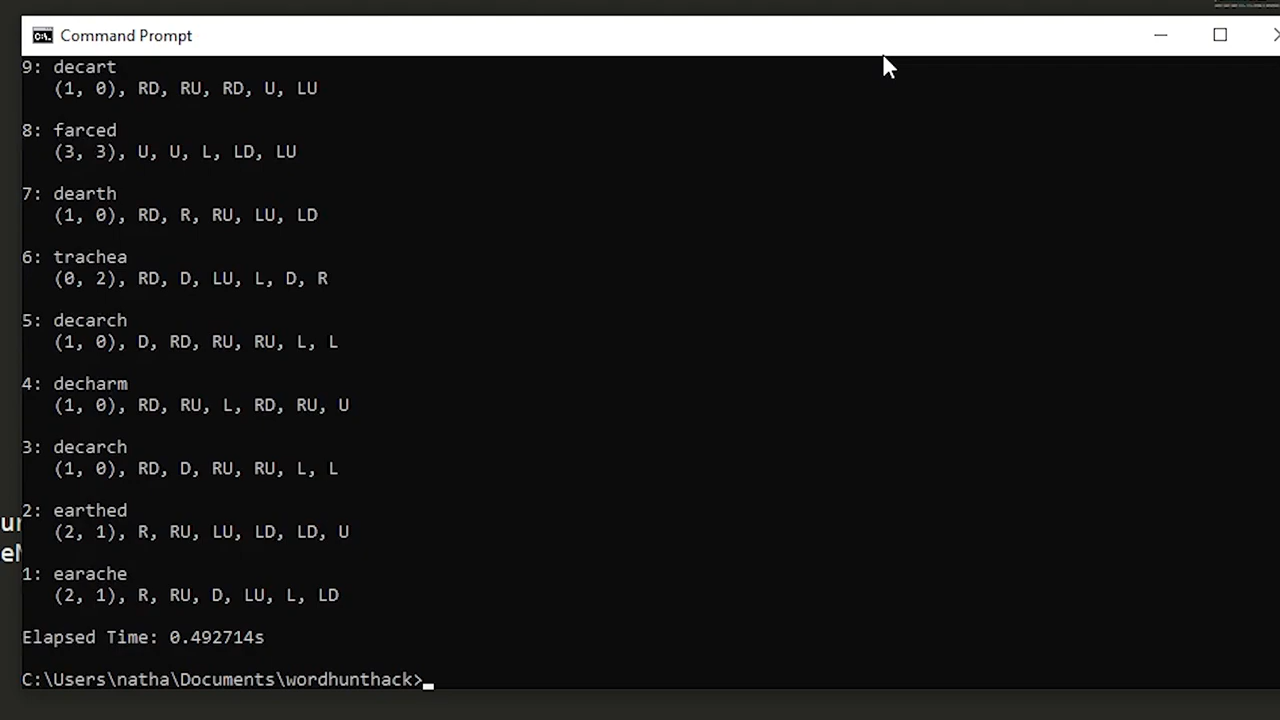 Command Prompt
9: decart
(1, 0), RD, RU, RD, U, LU
8: farced
(3, 3), U, U, L, LD, LU
7: dearth
(1, 0), RD, R, RU, LU, LD
6: trachea
(0, 2), RD, D, LU, L, D, R
5: decarch
(1, 0), D, RD, RU, RU, L, L
4: decharm
(1, 0), RD, RU, L, RD, RU, U
3: decarch
(1, 0), RD, D, RU, RU, L, L
2: earthed
(2, 1), R, RU, LU, LD, LD, U
1: earache
(2, 1), R, RU, D, LU, L, LD
Elapsed Time: 0.492714s
C:\Users\natha\Documents\wordhunthack>